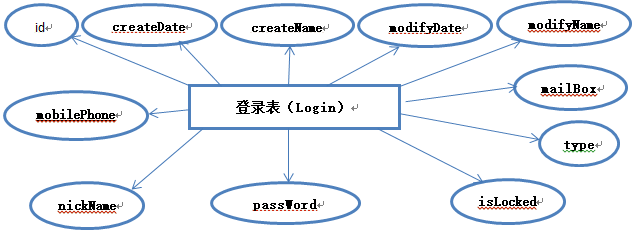 id
createDate
createName
modifyDate
modifyName
mailBox
登录表（Login）
mobilePhone
type
nickName
passWord
isLocked